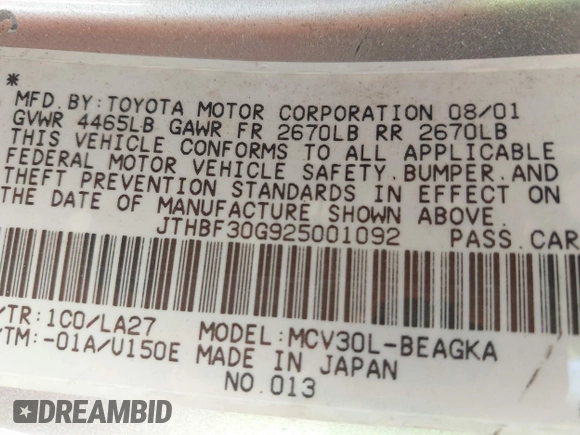 *
MFD.BY:TOYOTA MOTOR CORPORATION 08/01
GVWR 4465LB GAWR FR 2670LB RR 2670LB
THIS VEHICLE CONFORMS TO ALL APPLICABLE
FEDERAL MOTOR VEHICLE SAFETY.BUMPER.AND
THEFT PREVENTION STANDARDS IN EFFECT ON
THE DATE OF MANUFACTURE SHOWN ABOVE.
JTHBF30G925001092 PASS.CAR
/TR:1C0/LA27 MODEL:MCV30L-BEAGKA
/TM:-01A/U150E MADE IN JAPAN
NO.013
DREAMBID